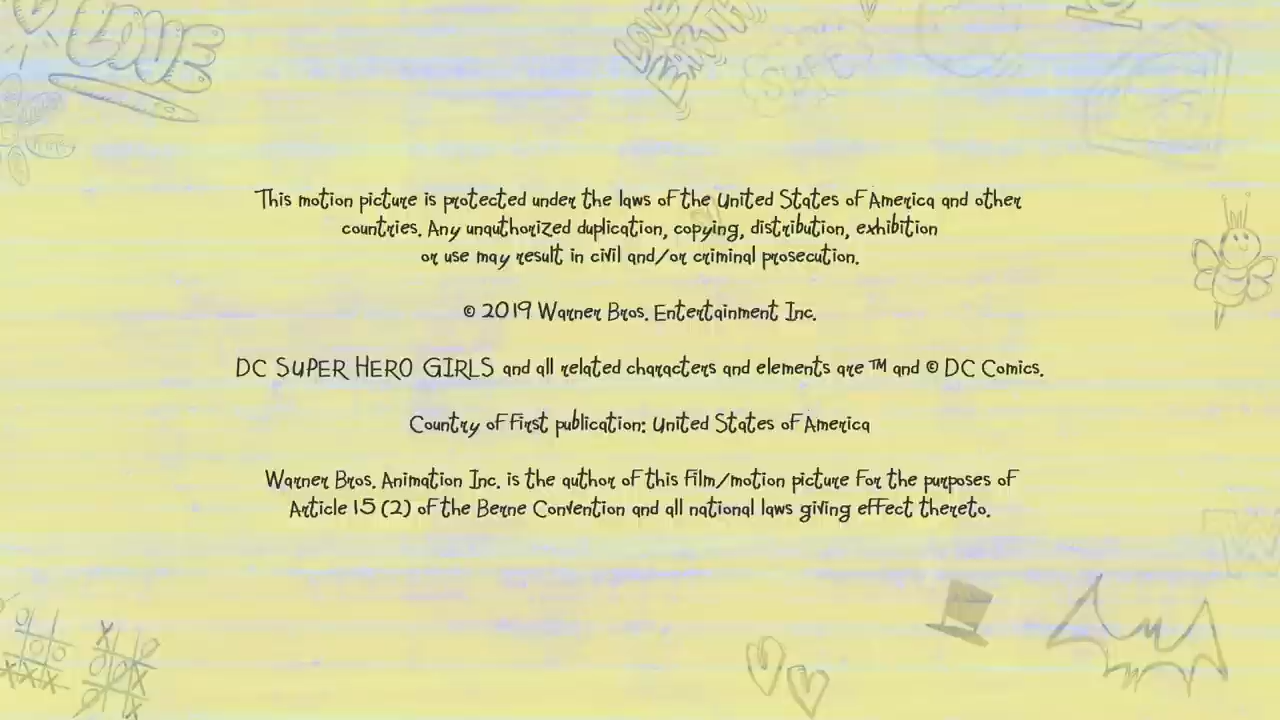 LOVE
LOVE
EARTH
SUPER
This motion picture is protected under the laws of the United States of America and other
countries. Any unauthorized duplication, copying, distribution, exhibition
or use may result in civil and/or criminal prosecution.
© 2019 Warner Bros. Entertainment Inc.
DC SUPER HERO GIRLS and all related characters and elements are ™ and © DC Comics.
Country of first publication: United States of America
Warner Bros. Animation Inc. is the author of this film/motion picture for the purposes of
Article 15 (2) of the Berne Convention and all national laws giving effect thereto.